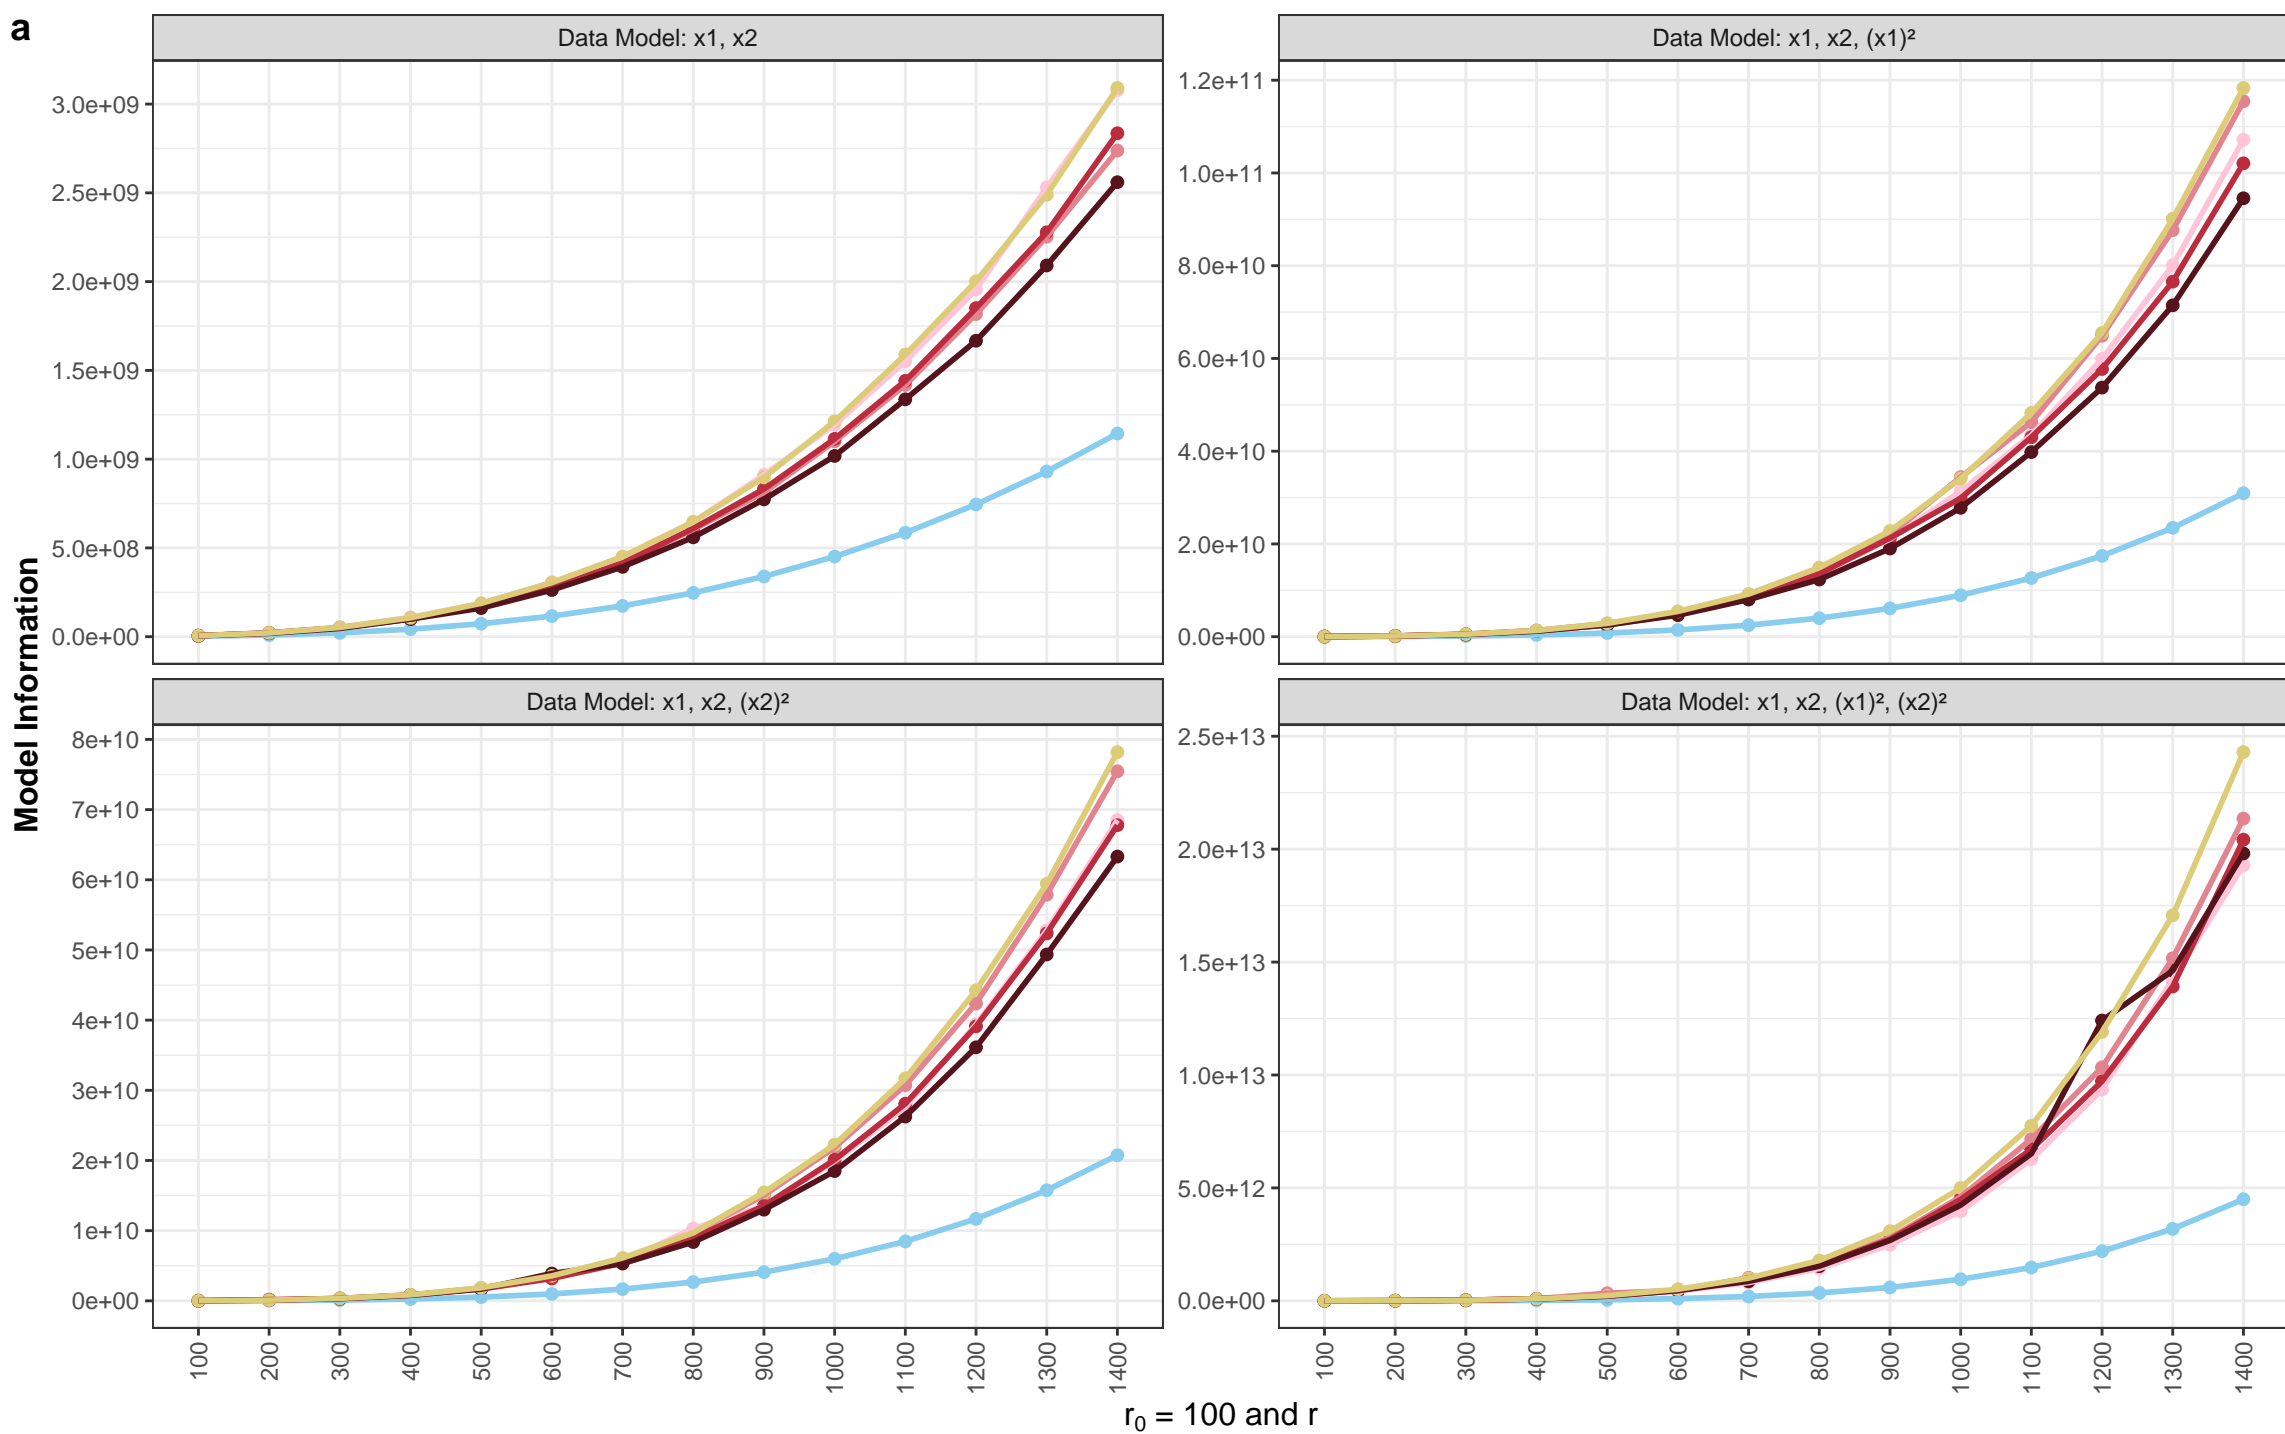 a
Data Model: x1, x2
Data Model: x1, x2, (x1)²
3.0e+09
2.5e+09
2.0e+09
1.5e+09
1.0e+09
5.0e+08
0.0e+00
1.2e+11
1.0e+11
8.0e+10
6.0e+10
4.0e+10
2.0e+10
0.0e+00
Model Information
Data Model: x1, x2, (x2)²
Data Model: x1, x2, (x1)², (x2)²
8e+10
7e+10
6e+10
5e+10
4e+10
3e+10
2e+10
1e+10
0e+00
2.5e+13
2.0e+13
1.5e+13
1.0e+13
5.0e+12
0.0e+00
100 200 300 400 500 600 700 800 900 1000 1100 1200 1300 1400
100 200 300 400 500 600 700 800 900 1000 1100 1200 1300 1400
r₀ = 100 and r